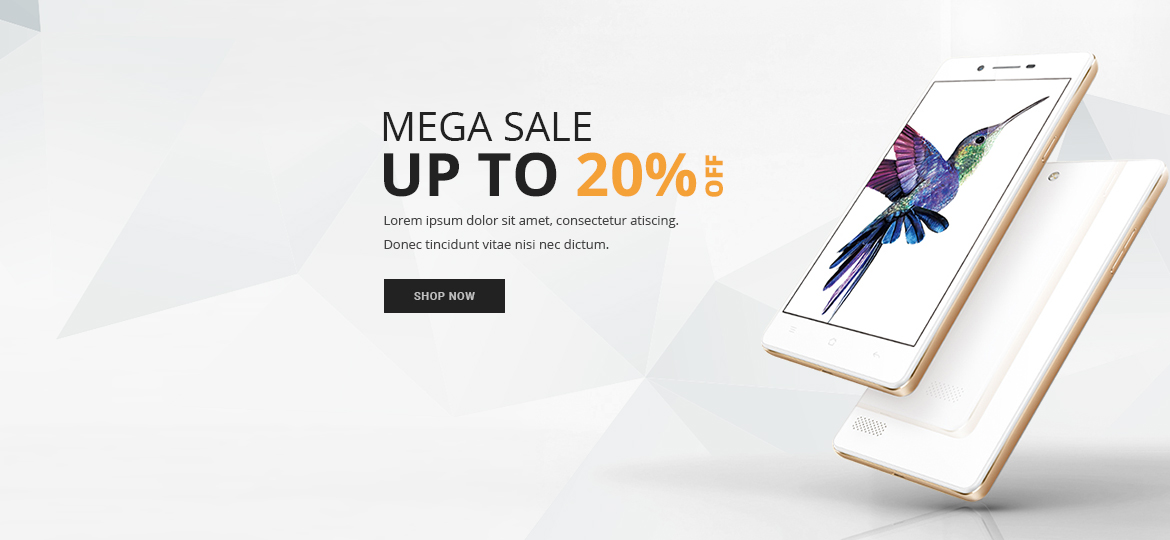 MEGA SALE
UP TO 20% OFF
Lorem ipsum dolor sit amet, consectetur atiscing.
Donec tincidunt vitae nisi nec dictum.
SHOP NOW